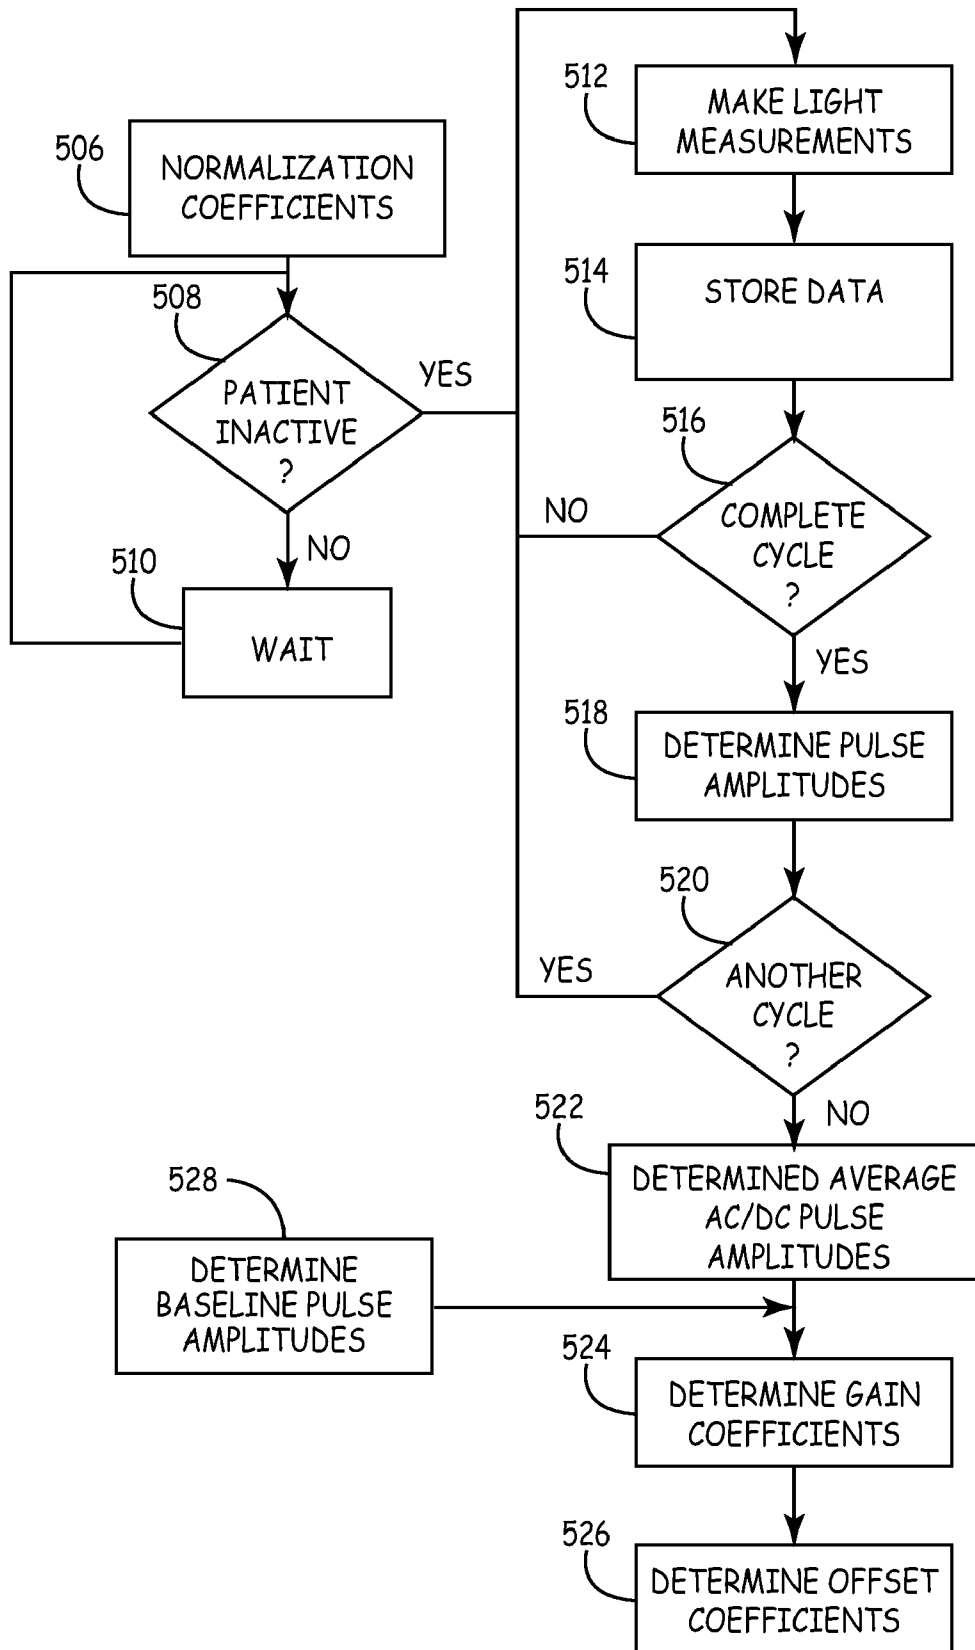 506
NORMALIZATION
COEFFICIENTS
508
PATIENT
INACTIVE
?
YES
NO
510
WAIT
512
MAKE LIGHT
MEASUREMENTS
514
STORE DATA
516
COMPLETE
CYCLE
?
NO
YES
518
DETERMINE PULSE
AMPLITUDES
520
ANOTHER
CYCLE
?
YES
NO
522
DETERMINED AVERAGE
AC/DC PULSE
AMPLITUDES
528
DETERMINE
BASELINE PULSE
AMPLITUDES
524
DETERMINE GAIN
COEFFICIENTS
526
DETERMINE OFFSET
COEFFICIENTS